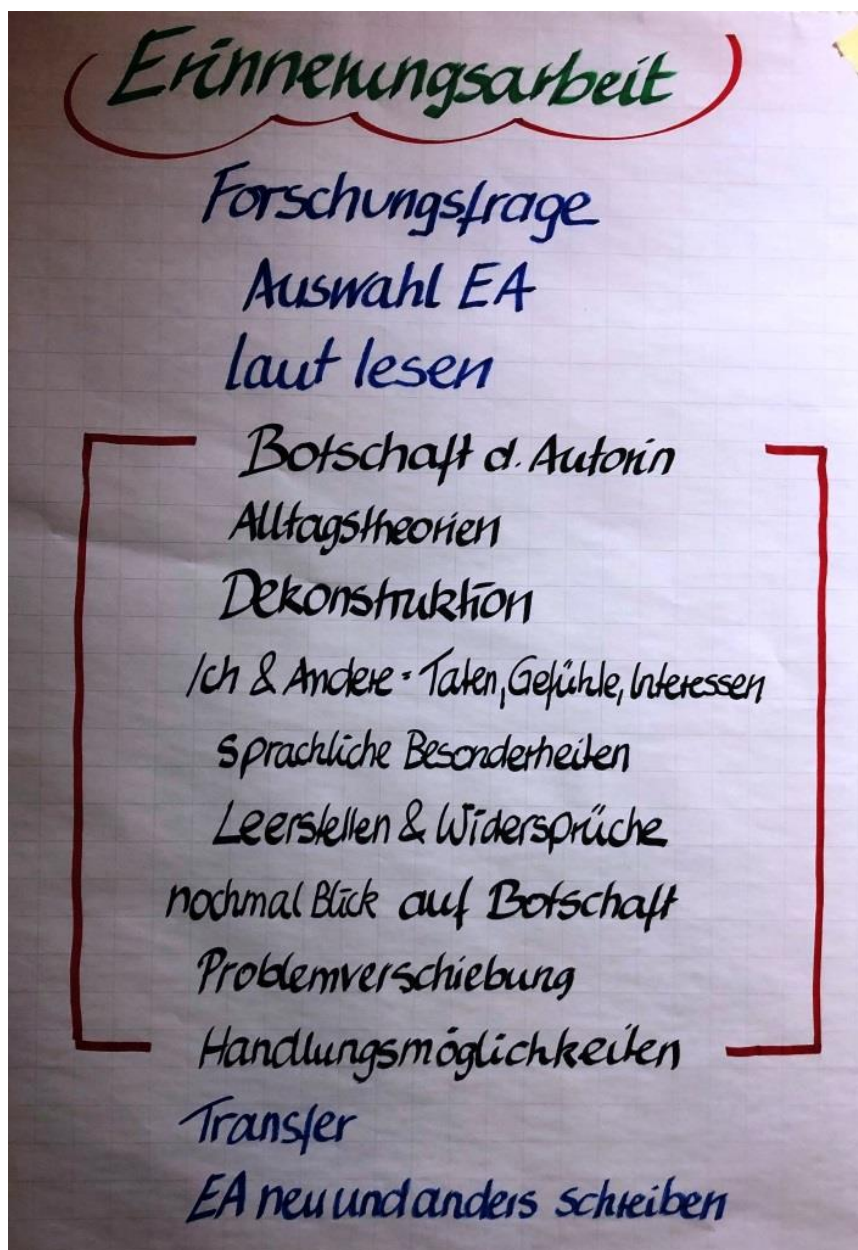 Erinnerungsarbeit
Forschungsfrage
Auswahl EA
laut lesen
Botschaft d. Autorin
Alltagstheorien
Dekonstruktion
Ich & Andere - Taten, Gefühle, Interessen
sprachliche Besonderheiten
Leerstellen & Widersprüche
nochmal Blick auf Botschaft
Problemverschiebung
Handlungsmöglichkeiten
Transfer
EA neu und anders schreiben